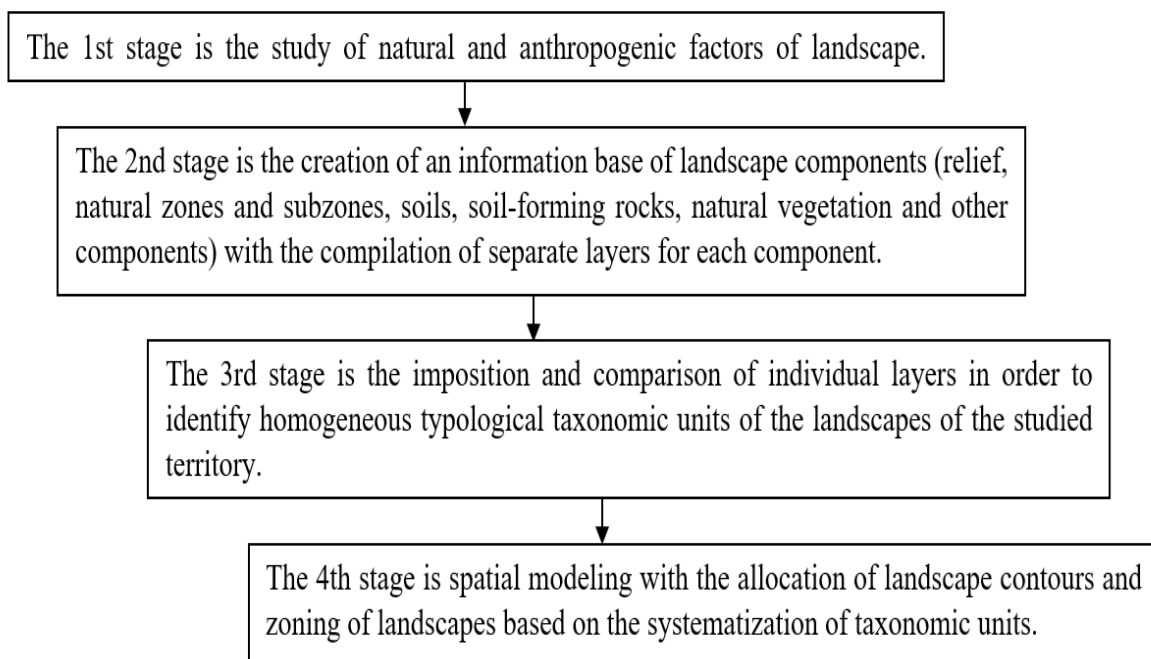 The 1st stage is the study of natural and anthropogenic factors of landscape.
The 2nd stage is the creation of an information base of landscape components (relief,
natural zones and subzones, soils, soil-forming rocks, natural vegetation and other
components) with the compilation of separate layers for each component.
The 3rd stage is the imposition and comparison of individual layers in order to
identify homogeneous typological taxonomic units of the landscapes of the studied
territory.
The 4th stage is spatial modeling with the allocation of landscape contours and
zoning of landscapes based on the systematization of taxonomic units.